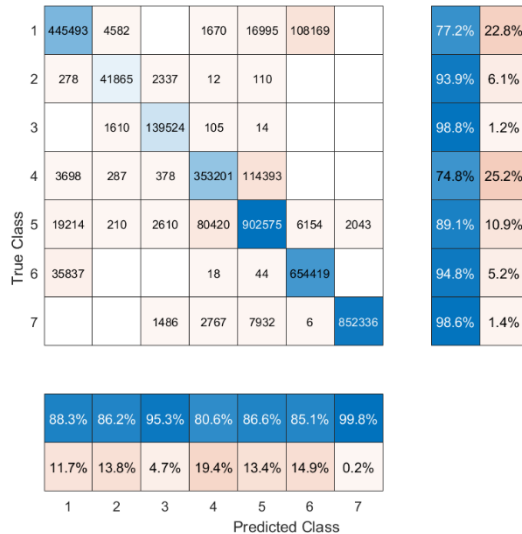 1 445493 4582 1670 16995 108169 77.2% 22.8%
2 278 41865 2337 12 110 93.9% 6.1%
3 1610 139524 105 14 98.8% 1.2%
4 3698 287 378 353201 114393 74.8% 25.2%
5 19214 210 2610 80420 902575 6154 2043 89.1% 10.9%
6 35837 18 44 654419 94.8% 5.2%
7 1486 2767 7932 6 852336 98.6% 1.4%
True Class
88.3% 86.2% 95.3% 80.6% 86.6% 85.1% 99.8%
11.7% 13.8% 4.7% 19.4% 13.4% 14.9% 0.2%
1 2 3 4 5 6 7
Predicted Class